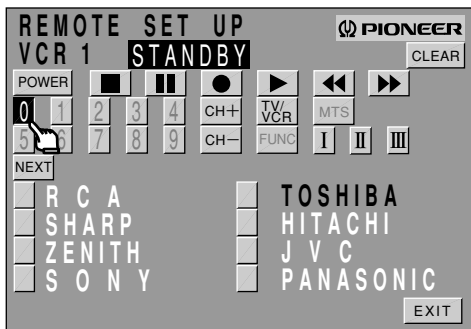 REMOTE SET UP PIONEER
VCR 1 STANDBY CLEAR
POWER
0 1 2 3 4 CH+ TV/VCR MTS
5 6 7 8 9 CH− FUNC I II III
NEXT
RCA TOSHIBA
SHARP HITACHI
ZENITH JVC
SONY PANASONIC
EXIT